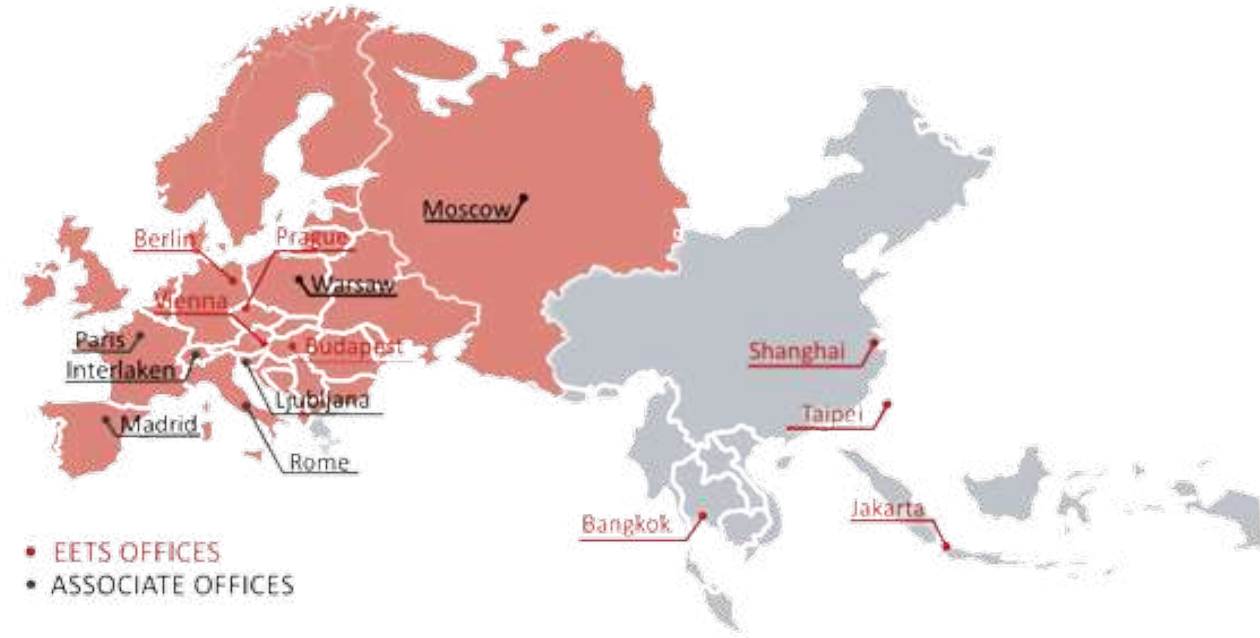 Moscow
Berlin
Prague
Warsaw
Vienna
Paris
Budapest
Interlaken
Ljubljana
Madrid
Rome
Shanghai
Taipei
Jakarta
Bangkok
EETS OFFICES
ASSOCIATE OFFICES